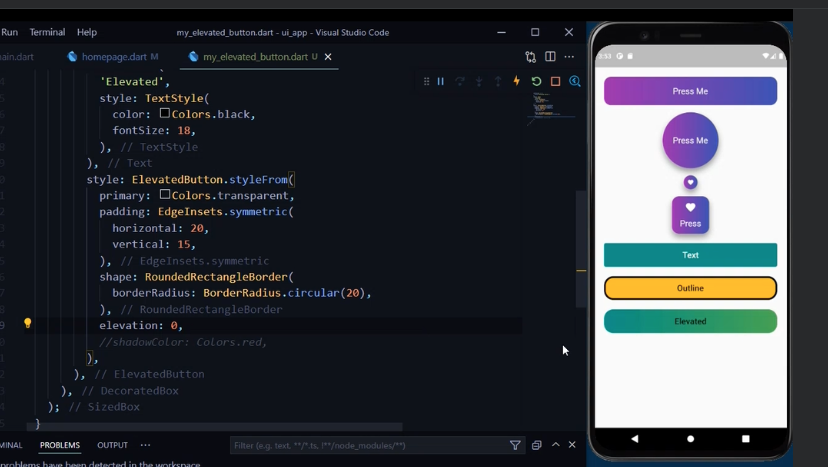 Run Terminal Help my_elevated_button.dart - ui_app - Visual Studio Code
ain.dart homepage.dart M my_elevated_button.dart U
'Elevated',
style: TextStyle(
color: Colors.black,
fontSize: 18,
), // TextStyle
), // Text
style: ElevatedButton.styleFrom(
primary: Colors.transparent,
padding: EdgeInsets.symmetric(
horizontal: 20,
vertical: 15,
), // EdgeInsets.symmetric
shape: RoundedRectangleBorder(
borderRadius: BorderRadius.circular(20),
), // RoundedRectangleBorder
elevation: 0,
//shadowColor: Colors.red,
),
), // ElevatedButton
), // DecoratedBox
); // SizedBox
}
MINAL PROBLEMS OUTPUT ··· Filter (e.g. text, **/*.ts, !**/node_modules/**)
problems have been detected in the workspace
Press Me
Press Me
Press
Text
Outline
Elevated